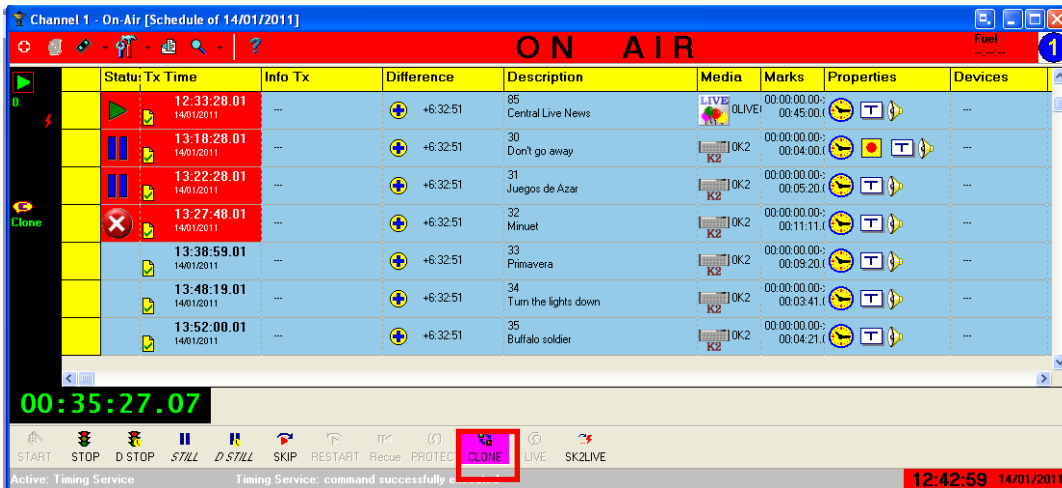 Channel 1 - On-Air [Schedule of 14/01/2011]
ON AIR
Fuel
--:--:--
1
Status Tx Time Info Tx Difference Description Media Marks Properties Devices
0
Clone
12:33:28.01 14/01/2011 --- +6:32:51 85 Central Live News LIVE 0LIVE 00:00:00.00- 00:45:00.0 T ---
13:18:28.01 14/01/2011 --- +6:32:51 30 Don't go away K2 0K2 00:00:00.00- 00:04:00.0 T ---
13:22:28.01 14/01/2011 --- +6:32:51 31 Juegos de Azar K2 0K2 00:00:00.00- 00:05:20.0 T ---
13:27:48.01 14/01/2011 --- +6:32:51 32 Minuet K2 0K2 00:00:00.00- 00:11:11.0 T ---
13:38:59.01 14/01/2011 --- +6:32:51 33 Primavera K2 0K2 00:00:00.00- 00:09:20.0 T ---
13:48:19.01 14/01/2011 --- +6:32:51 34 Turn the lights down K2 0K2 00:00:00.00- 00:03:41.0 T ---
13:52:00.01 14/01/2011 --- +6:32:51 35 Buffalo soldier K2 0K2 00:00:00.00- 00:04:21.0 T ---
00:35:27.07
START STOP D STOP STILL D STILL SKIP RESTART Recue PROTECT CLONE LIVE SK2LIVE
Active: Timing Service Timing Service: command successfully 12:42:59 14/01/2011